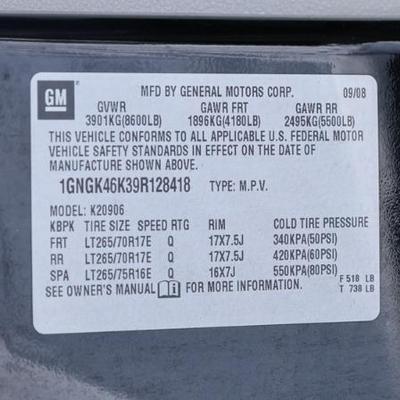 GM
MFD BY GENERAL MOTORS CORP. 09/08
GVWR GAWR FRT GAWR RR
3901KG(8600LB) 1896KG(4180LB) 2495KG(5500LB)
THIS VEHICLE CONFORMS TO ALL APPLICABLE U.S. FEDERAL MOTOR
VEHICLE SAFETY STANDARDS IN EFFECT ON THE DATE OF
MANUFACTURE SHOWN ABOVE.
1GNGK46K39R128418 TYPE: M.P.V.
MODEL: K20906
KBPK TIRE SIZE SPEED RTG RIM COLD TIRE PRESSURE
FRT LT265/70R17E Q 17X7.5J 340KPA(50PSI)
RR LT265/70R17E Q 17X7.5J 420KPA(60PSI)
SPA LT265/75R16E Q 16X7J 550KPA(80PSI)
SEE OWNER'S MANUAL FOR MORE INFORMATION.
F 518 LB
T 738 LB